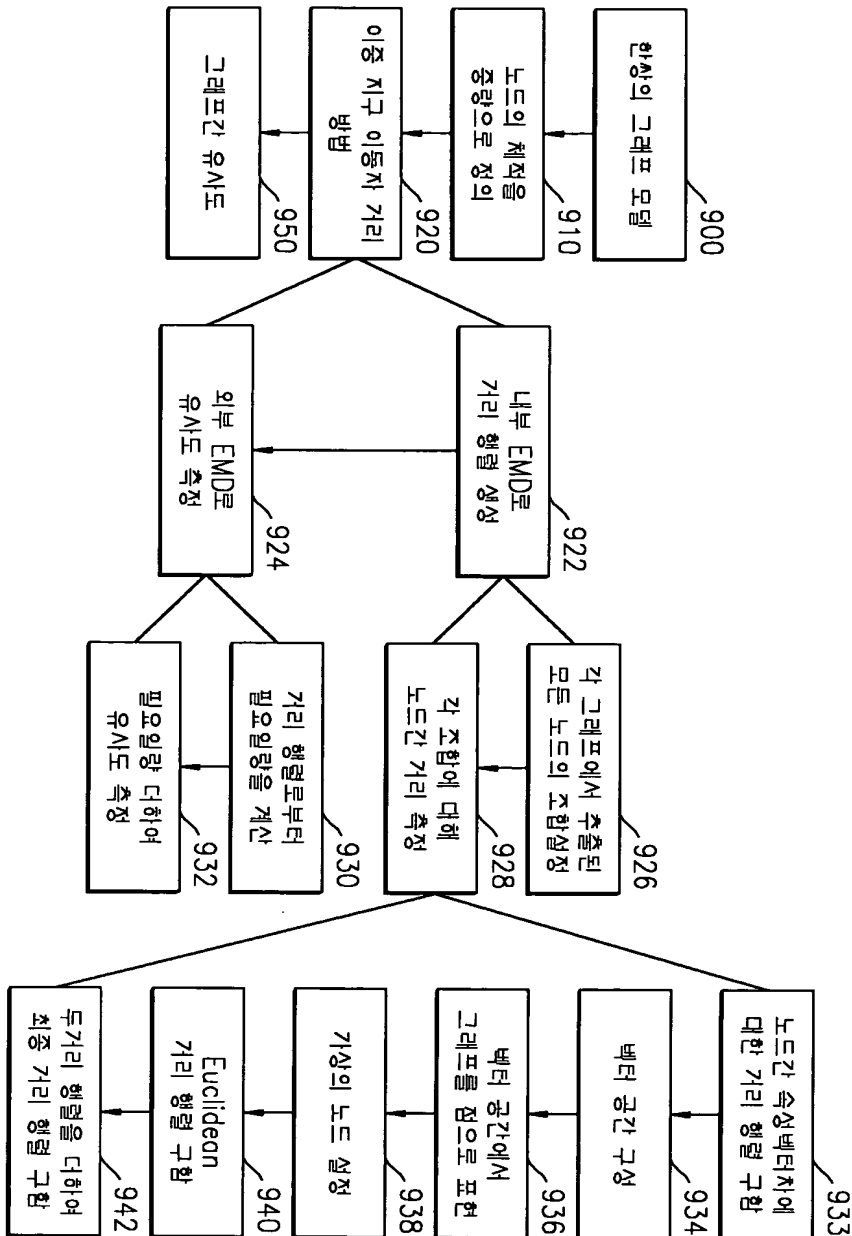 한쌍의 그래프 모델
900
노드의 체적을
중량으로 정의
910
이중 지구 이동자 거리
방법
920
그래프간 유사도
950
내부 EMD로
거리 행렬 생성
922
외부 EMD로
유사도 측정
924
각 그래프에서 추출된
모든 노드의 조합설정
926
각 조합에 대해
노드간 거리 측정
928
거리 행렬로부터
필요일량을 계산
930
필요일량 더하여
유사도 측정
932
노드간 속성벡터차에
대한 거리 행렬 구함
933
벡터 공간 구성
934
벡터 공간에서
그래프를 점으로 표현
936
가상의 노드 설정
938
Euclidean
거리 행렬 구함
940
두거리 행렬을 더하여
최종 거리 행렬 구함
942